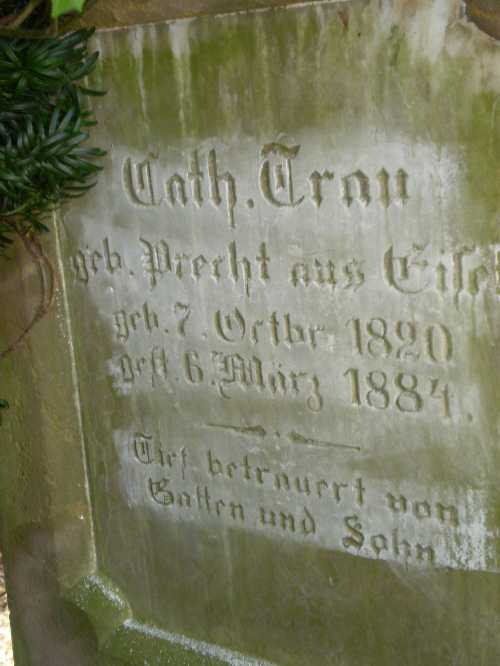 Cath. Trau
geb. Precht aus
geb. 7. Octbr 1820
gest. 6. März 1884.
Tief betrauert von
Gatten und Sohn